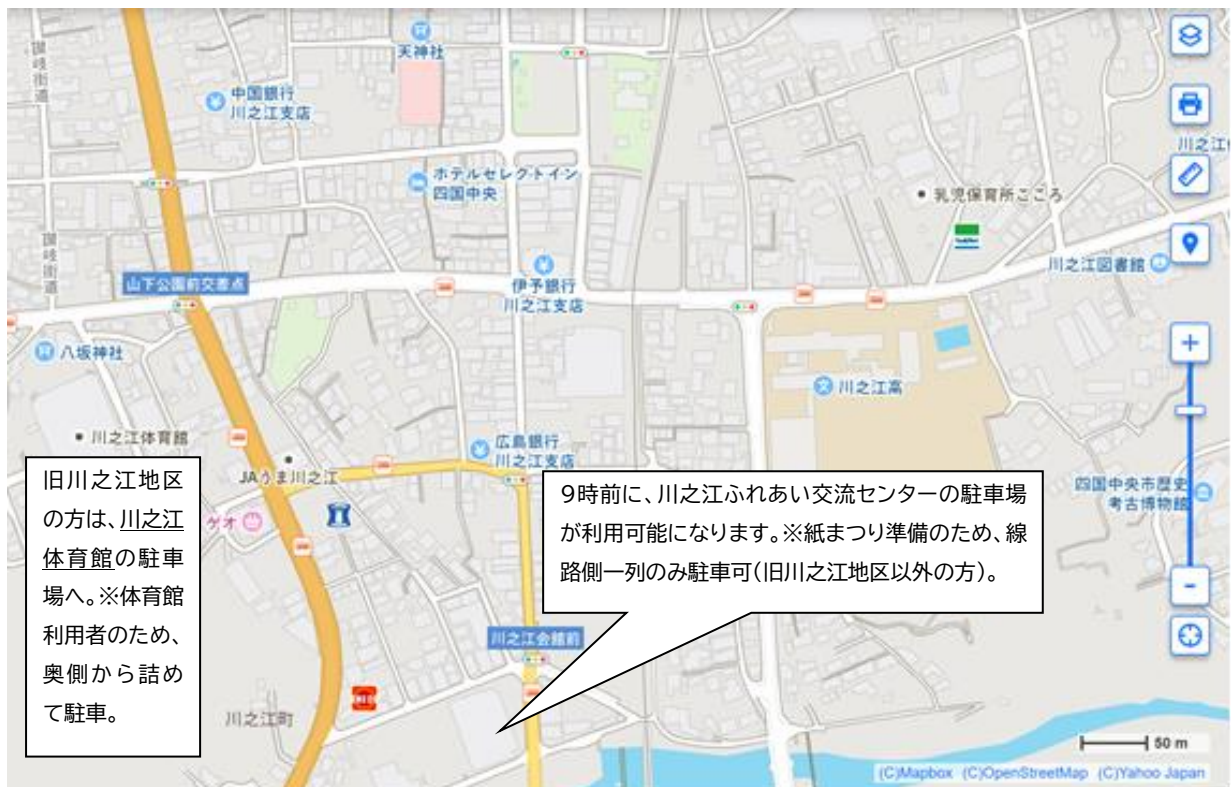 天神社
讃岐街道
中国銀行
川之江支店
ホテルセレクトイン
四国中央
乳児保育所こころ
川之江
讃岐街道
川之江図書館
山下公園前交差点
伊予銀行
川之江支店
八坂神社
川之江高
川之江体育館
広島銀行
川之江支店
JAうま川之江
四国中央市歴史
考古博物館
ゲオ
旧川之江地区
の方は、川之江
体育館の駐車
場へ。※体育館
利用者のため、
奥側から詰め
て駐車。
9時前に、川之江ふれあい交流センターの駐車場
が利用可能になります。※紙まつり準備のため、線
路側一列のみ駐車可(旧川之江地区以外の方)。
+
-
川之江会館前
川之江町
50 m
(C)Mapbox (C)OpenStreetMap (C)Yahoo Japan